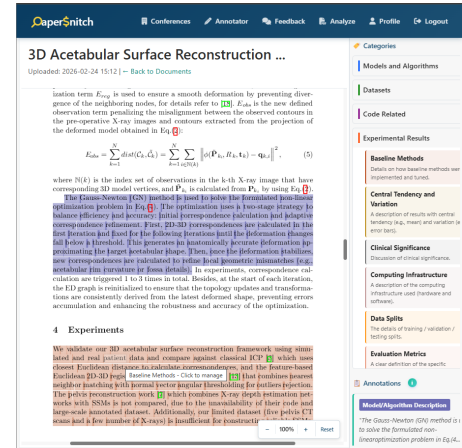 PaperSnitch
Conferences
Annotator
Feedback
Analyze
Profile
Logout
3D Acetabular Surface Reconstruction ...
Uploaded: 2026-02-24 15:12 | ← Back to Documents
ization term E_reg is used to ensure a smooth deformation by preventing diver-
gence of the neighboring nodes, for details refer to [18]. E_obs is the new defined
observation term penalizing the misalignment between the observed contours in
the pre-operative X-ray images and contours extracted from the projection of
the deformed model obtained in Eq.(2):
where N(k) is the index set of observations in the k-th X-ray image that have
corresponding 3D model vertices, and P̃_k is calculated from P_k by using Eq.(2).
The Gauss-Newton (GN) method is used to solve the formulated non-linear
optimization problem in Eq.(4). The optimization uses a two-stage strategy to
balance efficiency and accuracy: initial correspondence calculation and adaptive
correspondence refinement. First, 2D-3D correspondences are calculated in the
first iteration and fixed for the following iterations until the deformation changes
fall below a threshold. This generates an anatomically accurate deformation ap-
proximating the target acetabular shape. Then, once the deformation stabilizes,
new correspondences are calculated to refine local geometric mismatches (e.g.,
acetabular rim curvature or fossa details). In experiments, correspondence cal-
culation are triggered 1 to 3 times in total. Besides, at the start of each iteration,
the ED graph is reinitialized to ensure that the topology updates and transforma-
tions are consistently derived from the latest deformed shape, preventing errors
accumulation and enhancing the robustness and accuracy of the optimization.
4 Experiments
We validate our 3D acetabular surface reconstruction framework using simu-
lated and real patient data and compare against classical ICP [2] which uses
closest Euclidean distance to calculate correspondences, and the feature-based
Euclidean 2D-3D regis
Baseline Methods - Click to manage
that combines nearest
neighbor matching with normal vector angular thresholding for outliers rejection.
The pelvis reconstruction work [7] which combines X-ray depth estimation net-
works with SSMs is not compared, due to the unavailability of their code and
large-scale annotated dataset. Additionally, our limited dataset (five pelvis CT
scans and a few number of X-rays) is insufficient for
− 100% + Reset
Categories
Models and Algorithms
Datasets
Code Related
Experimental Results
Baseline Methods
Details on how baseline methods wer
implemented and tuned.
Central Tendency and
Variation
A description of results with central
tendency (e.g., mean) and variation (e
error bars).
Clinical Significance
Discussion of clinical significance.
Computing Infrastructure
A description of the computing
infrastructure used (hardware and
software).
Data Splits
The details of training / validation /
testing splits.
Evaluation Metrics
A clear definition of the specific
Annotations
Model/Algorithm Description
"The Gauss-Newton (GN) method is
to solve the formulated non-
linearoptimization problem in Eq.(4